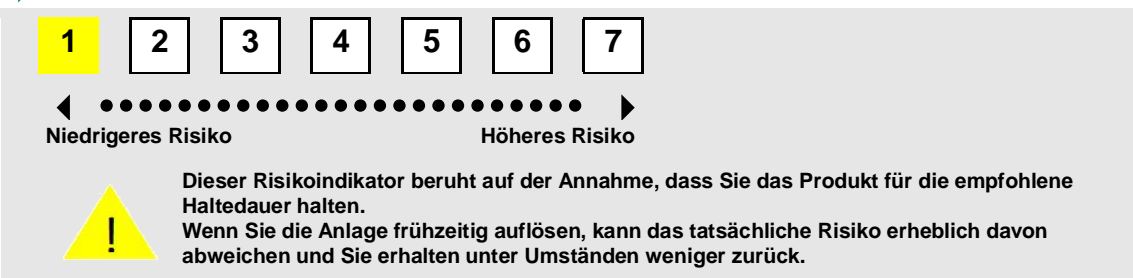 1 2 3 4 5 6 7
Niedrigeres Risiko Höheres Risiko
Dieser Risikoindikator beruht auf der Annahme, dass Sie das Produkt für die empfohlene
Haltedauer halten.
! Wenn Sie die Anlage frühzeitig auflösen, kann das tatsächliche Risiko erheblich davon
abweichen und Sie erhalten unter Umständen weniger zurück.